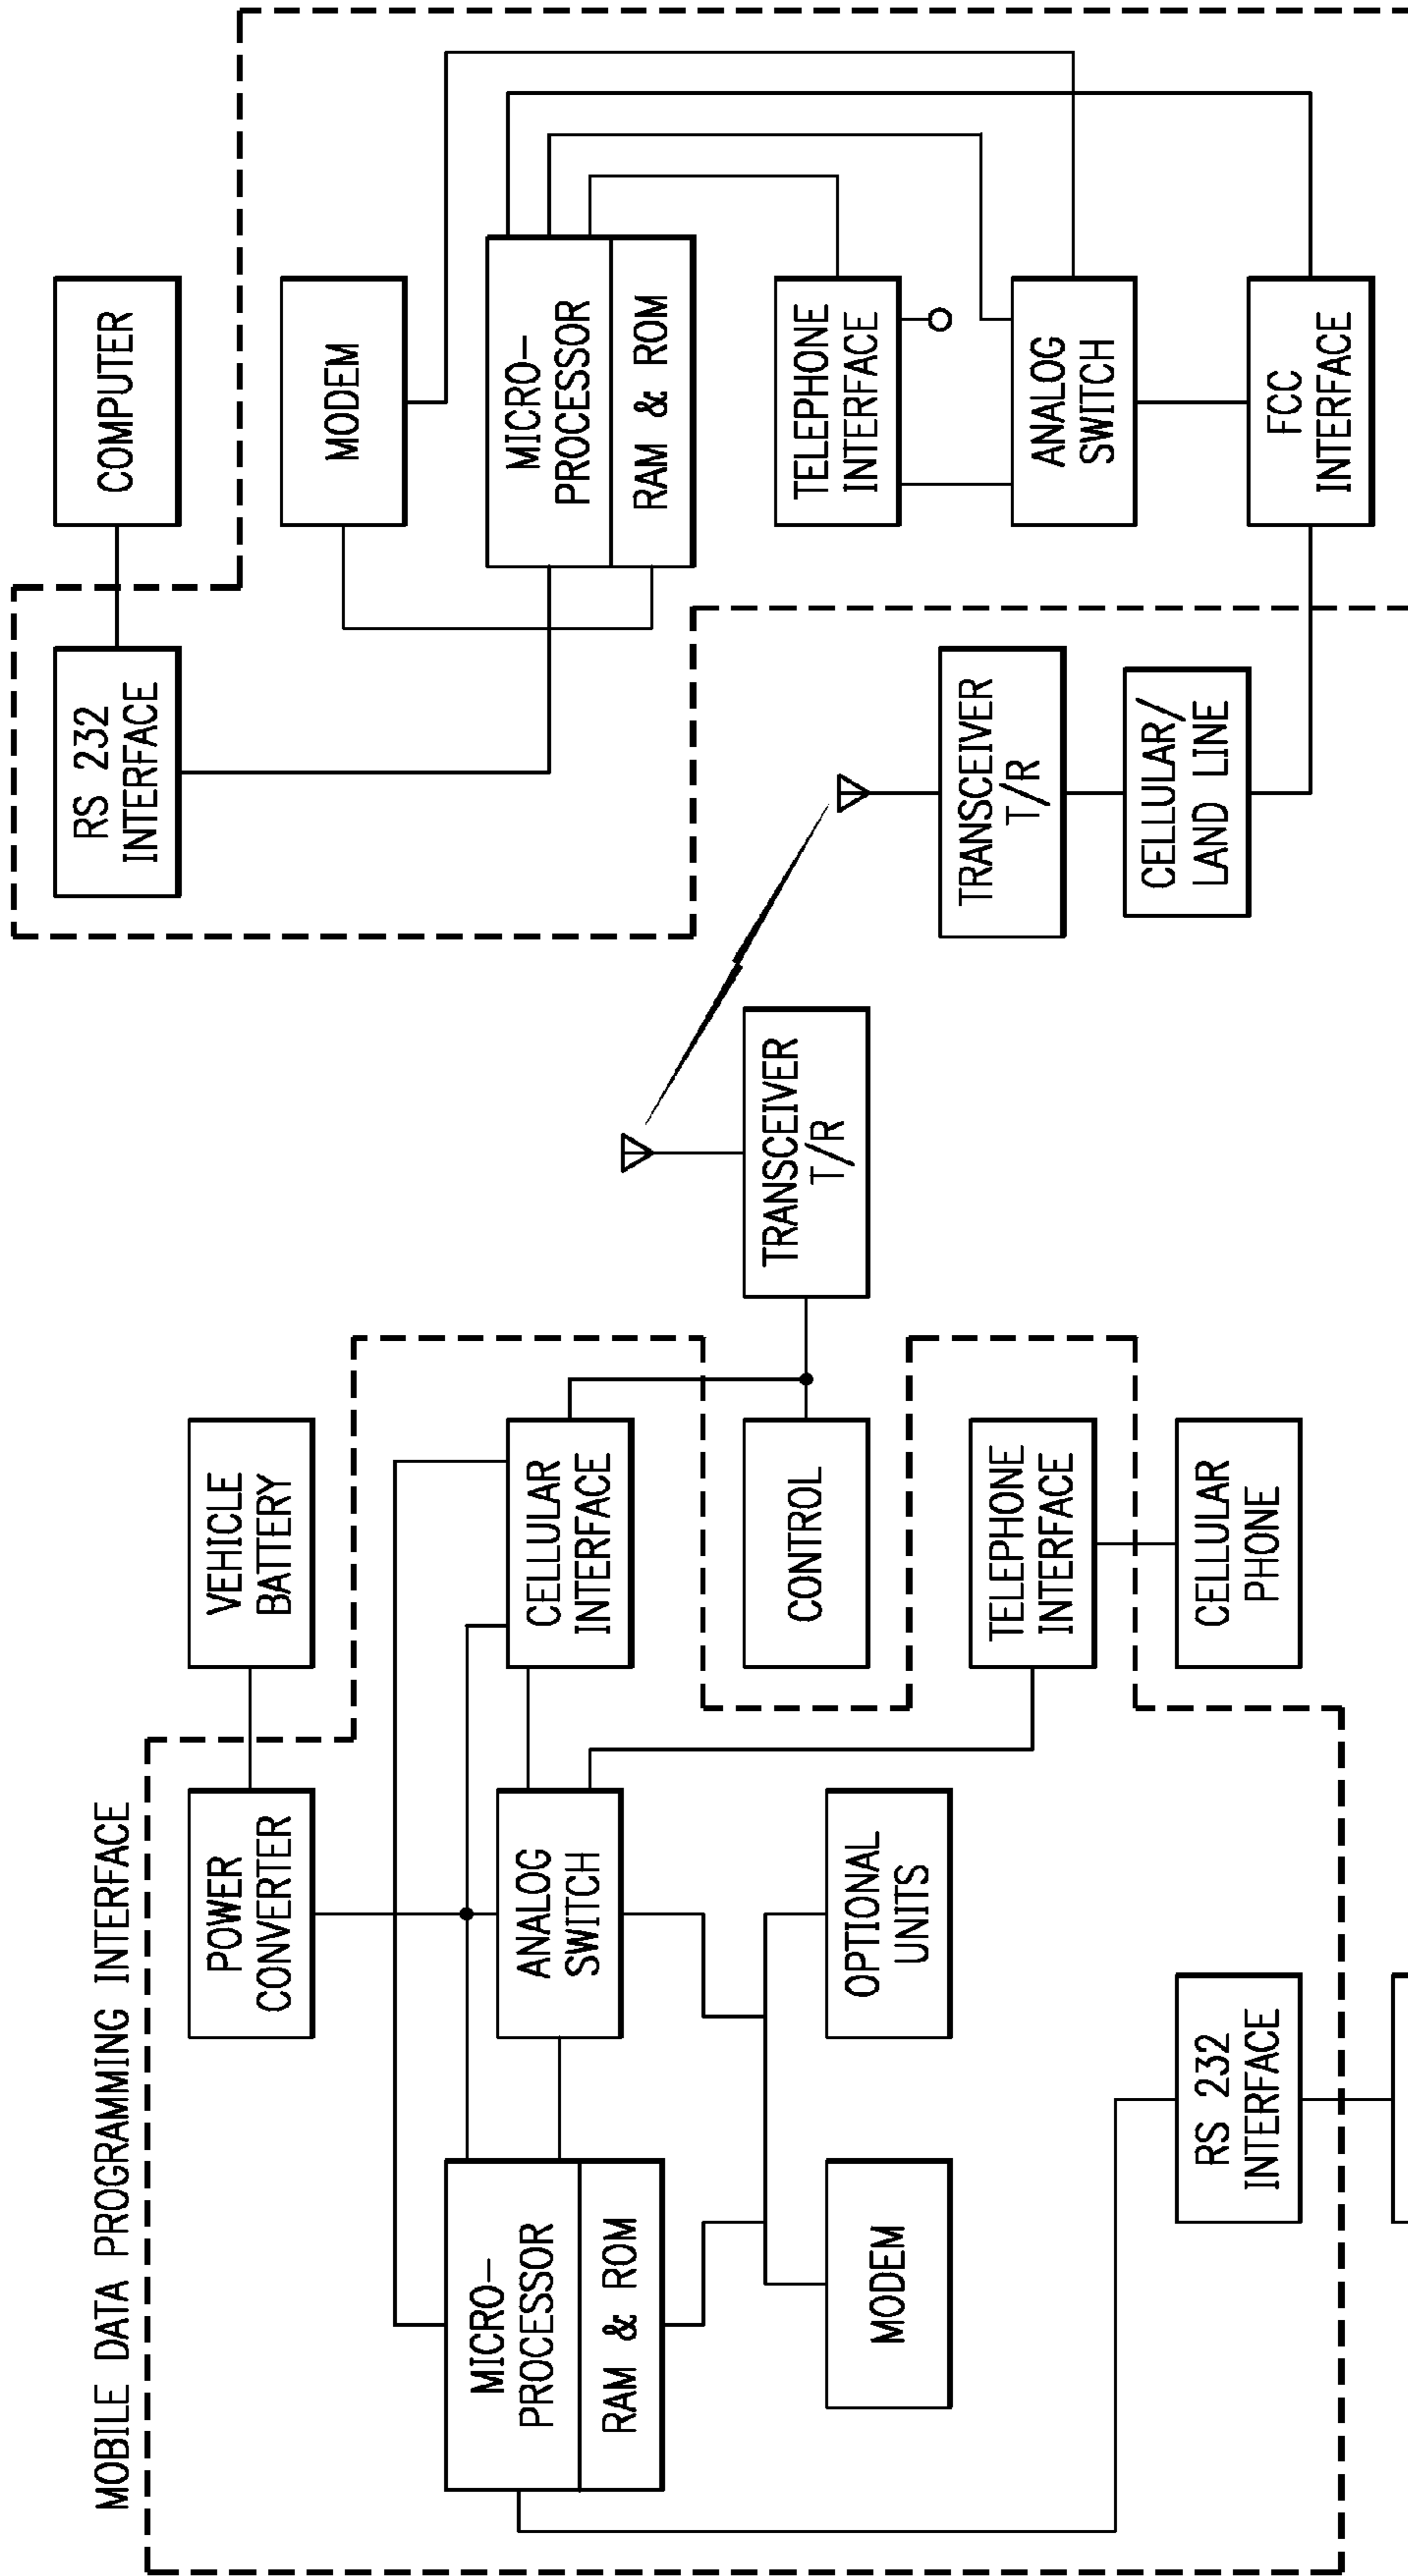 MOBILE DATA PROGRAMMING INTERFACE
POWER
CONVERTER
VEHICLE
BATTERY
MICRO-
PROCESSOR
RAM & ROM
ANALOG
SWITCH
CELLULAR
INTERFACE
MODEM
OPTIONAL
UNITS
CONTROL
TRANSCEIVER
T/R
TELEPHONE
INTERFACE
CELLULAR
PHONE
RS 232
INTERFACE
RS 232
INTERFACE
COMPUTER
MODEM
MICRO-
PROCESSOR
RAM & ROM
TELEPHONE
INTERFACE
TRANSCEIVER
T/R
ANALOG
SWITCH
CELLULAR/
LAND LINE
FCC
INTERFACE